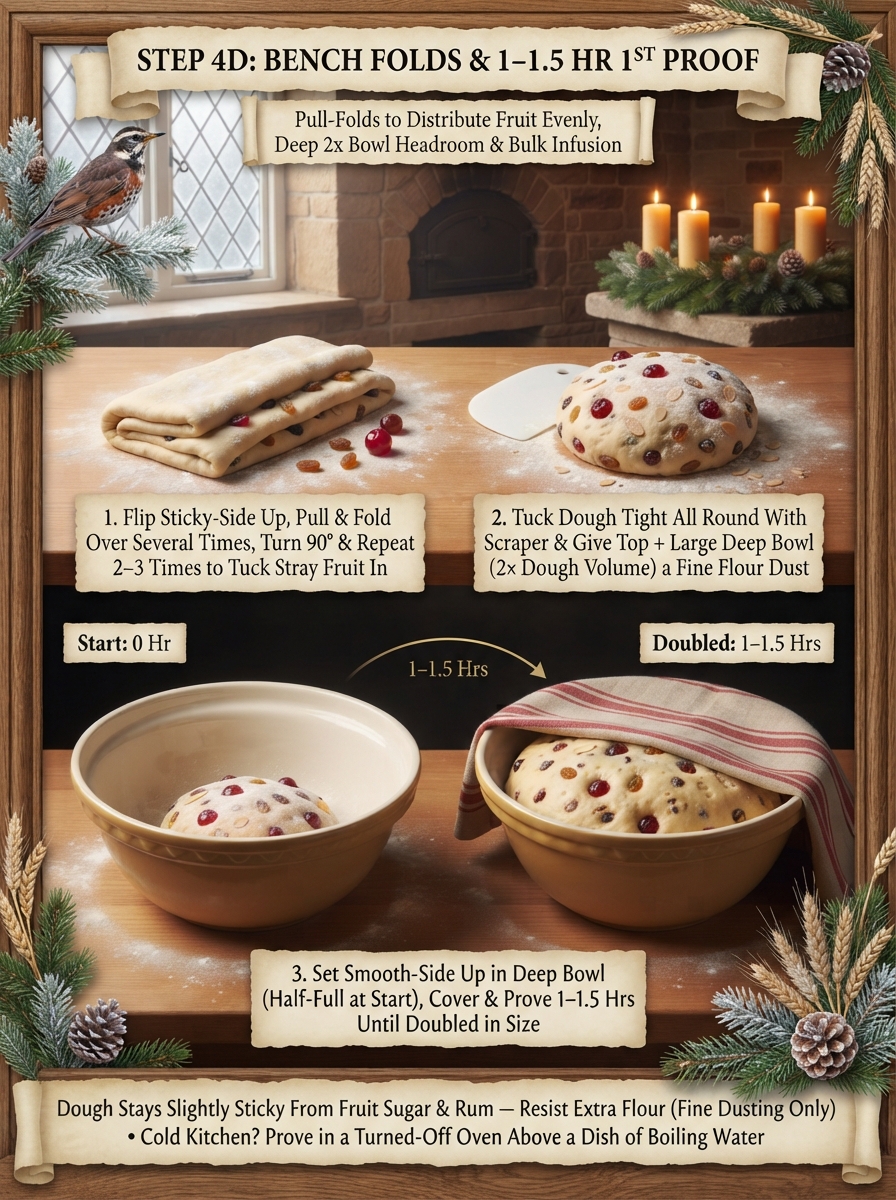 STEP 4D: BENCH FOLDS & 1–1.5 HR 1ST PROOF
Pull-Folds to Distribute Fruit Evenly,
Deep 2x Bowl Headroom & Bulk Infusion
1. Flip Sticky-Side Up, Pull & Fold
Over Several Times, Turn 90° & Repeat
2–3 Times to Tuck Stray Fruit In
2. Tuck Dough Tight All Round With
Scraper & Give Top + Large Deep Bowl
(2× Dough Volume) a Fine Flour Dust
Start: 0 Hr
1–1.5 Hrs
Doubled: 1–1.5 Hrs
3. Set Smooth-Side Up in Deep Bowl
(Half-Full at Start), Cover & Prove 1–1.5 Hrs
Until Doubled in Size
Dough Stays Slightly Sticky From Fruit Sugar & Rum — Resist Extra Flour (Fine Dusting Only)
• Cold Kitchen? Prove in a Turned-Off Oven Above a Dish of Boiling Water